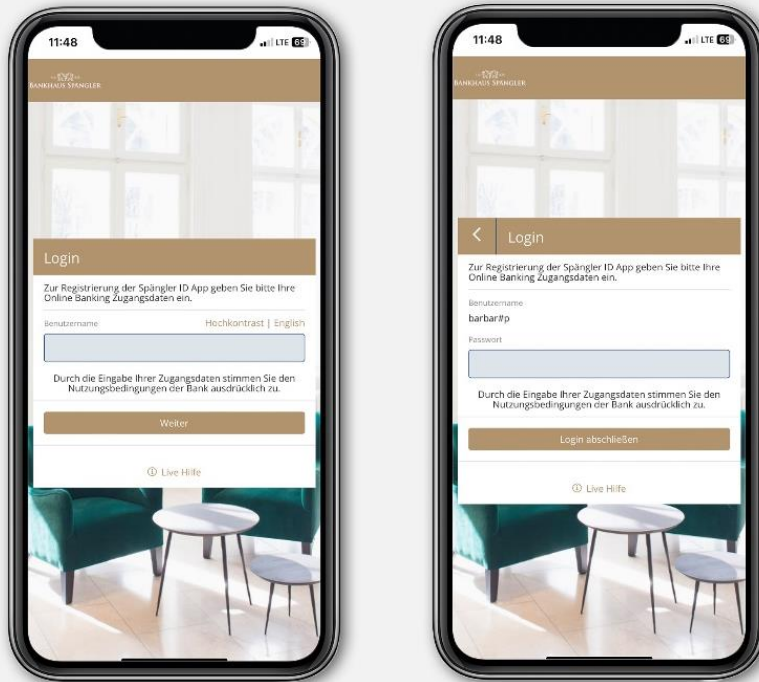 11:48
LTE 69
BANKHAUS SPÄNGLER
Login
Zur Registrierung der Spängler ID App geben Sie bitte Ihre
Online Banking Zugangsdaten ein.
Benutzername
Hochkontrast | English
Durch die Eingabe Ihrer Zugangsdaten stimmen Sie den
Nutzungsbedingungen der Bank ausdrücklich zu.
Weiter
Live Hilfe
11:48
LTE 69
BANKHAUS SPÄNGLER
Login
Zur Registrierung der Spängler ID App geben Sie bitte Ihre
Online Banking Zugangsdaten ein.
Benutzername
barbar#p
Passwort
Durch die Eingabe Ihrer Zugangsdaten stimmen Sie den
Nutzungsbedingungen der Bank ausdrücklich zu.
Login abschließen
Live Hilfe